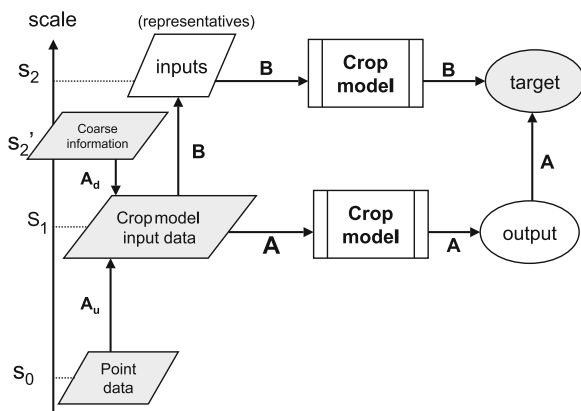 scale
(representatives)
S2
inputs
B
Crop
model
B
target
S2'
Coarse
information
Ad
B
A
S1
Crop model
input data
A
Crop
model
A
output
Au
S0
Point
data